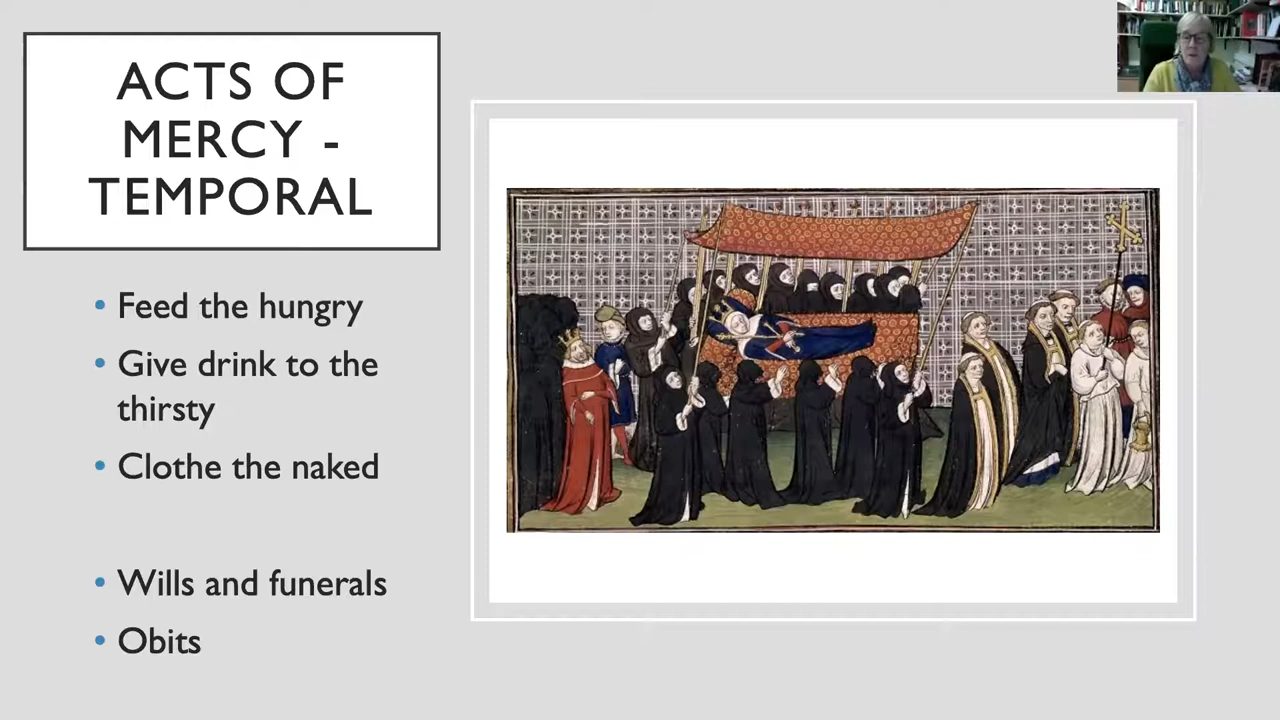 ACTS OF
MERCY -
TEMPORAL
• Feed the hungry
• Give drink to the
thirsty
• Clothe the naked
• Wills and funerals
• Obits